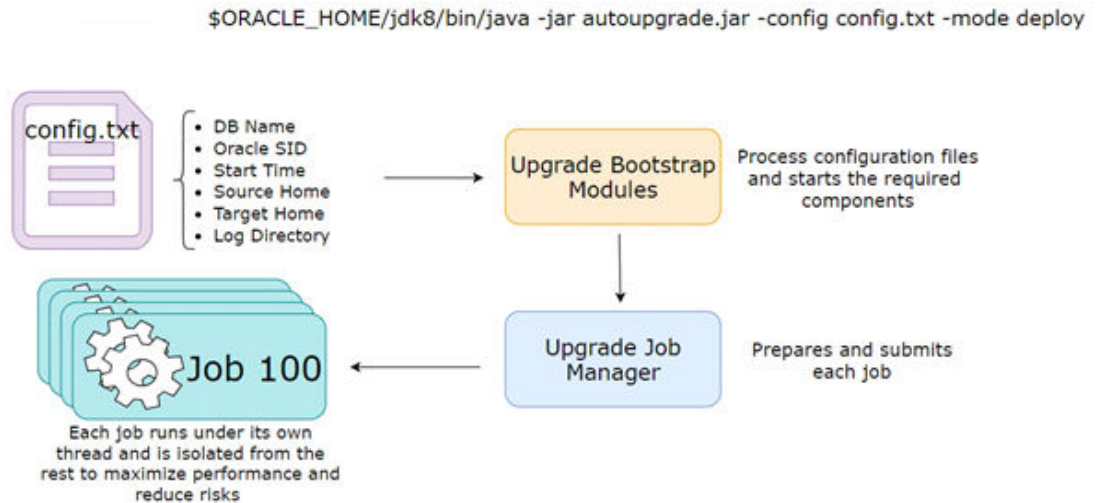 $ORACLE_HOME/jdk8/bin/java -jar autoupgrade.jar -config config.txt -mode deploy
config.txt
• DB Name
• Oracle SID
• Start Time
• Source Home
• Target Home
• Log Directory
Upgrade Bootstrap
Modules
Process configuration files
and starts the required
components
Upgrade Job
Manager
Prepares and submits
each job
Job 100
Each job runs under its own
thread and is isolated from the
rest to maximize performance and
reduce risks